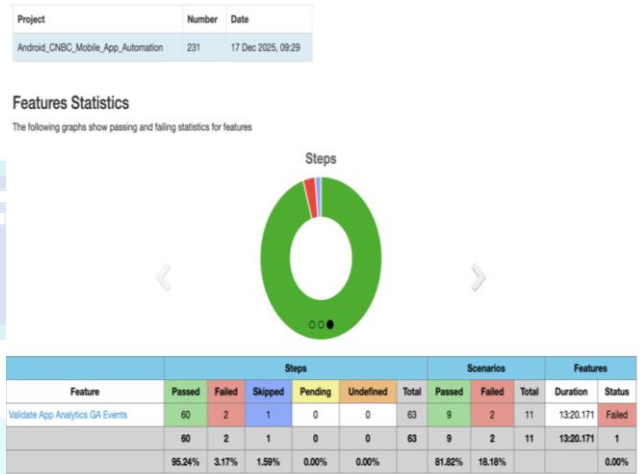 Project Number Date
Android_CNBC_Mobile_App_Automation 231 17 Dec 2025, 09:29
Features Statistics
The following graphs show passing and failing statistics for features
Steps
Steps Scenarios Features
Feature Passed Failed Skipped Pending Undefined Total Passed Failed Total Duration Status
Validate App Analytics GA Events 60 2 1 0 0 63 9 2 11 13:20.171 Failed
60 2 1 0 0 63 9 2 11 13:20.171 1
95.24% 3.17% 1.59% 0.00% 0.00% 81.82% 18.18% 0.00%